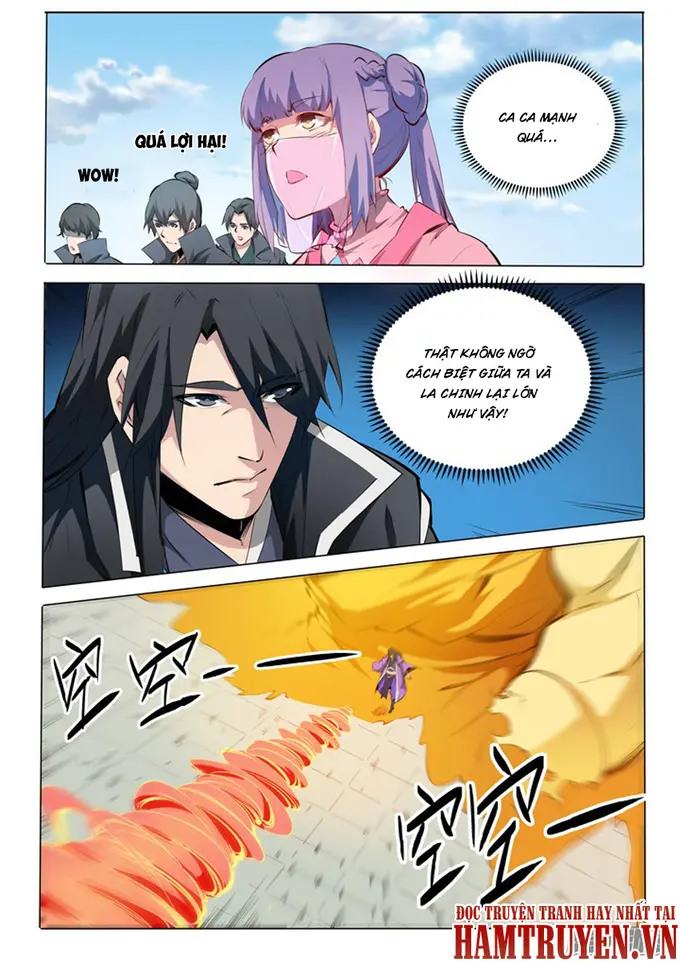 WOW!
QUÁ LỢI HẠI!
CA CA MẠNH
QUÁ...
THẬT KHÔNG NGỜ
CÁCH BIỆT GIỮA TA VÀ
LA CHINH LẠI LỚN
NHƯ VẬY!
空空——
空空——
ĐỌC TRUYỆN TRANH HAY NHẤT TẠI
HAMTRUYEN.VN